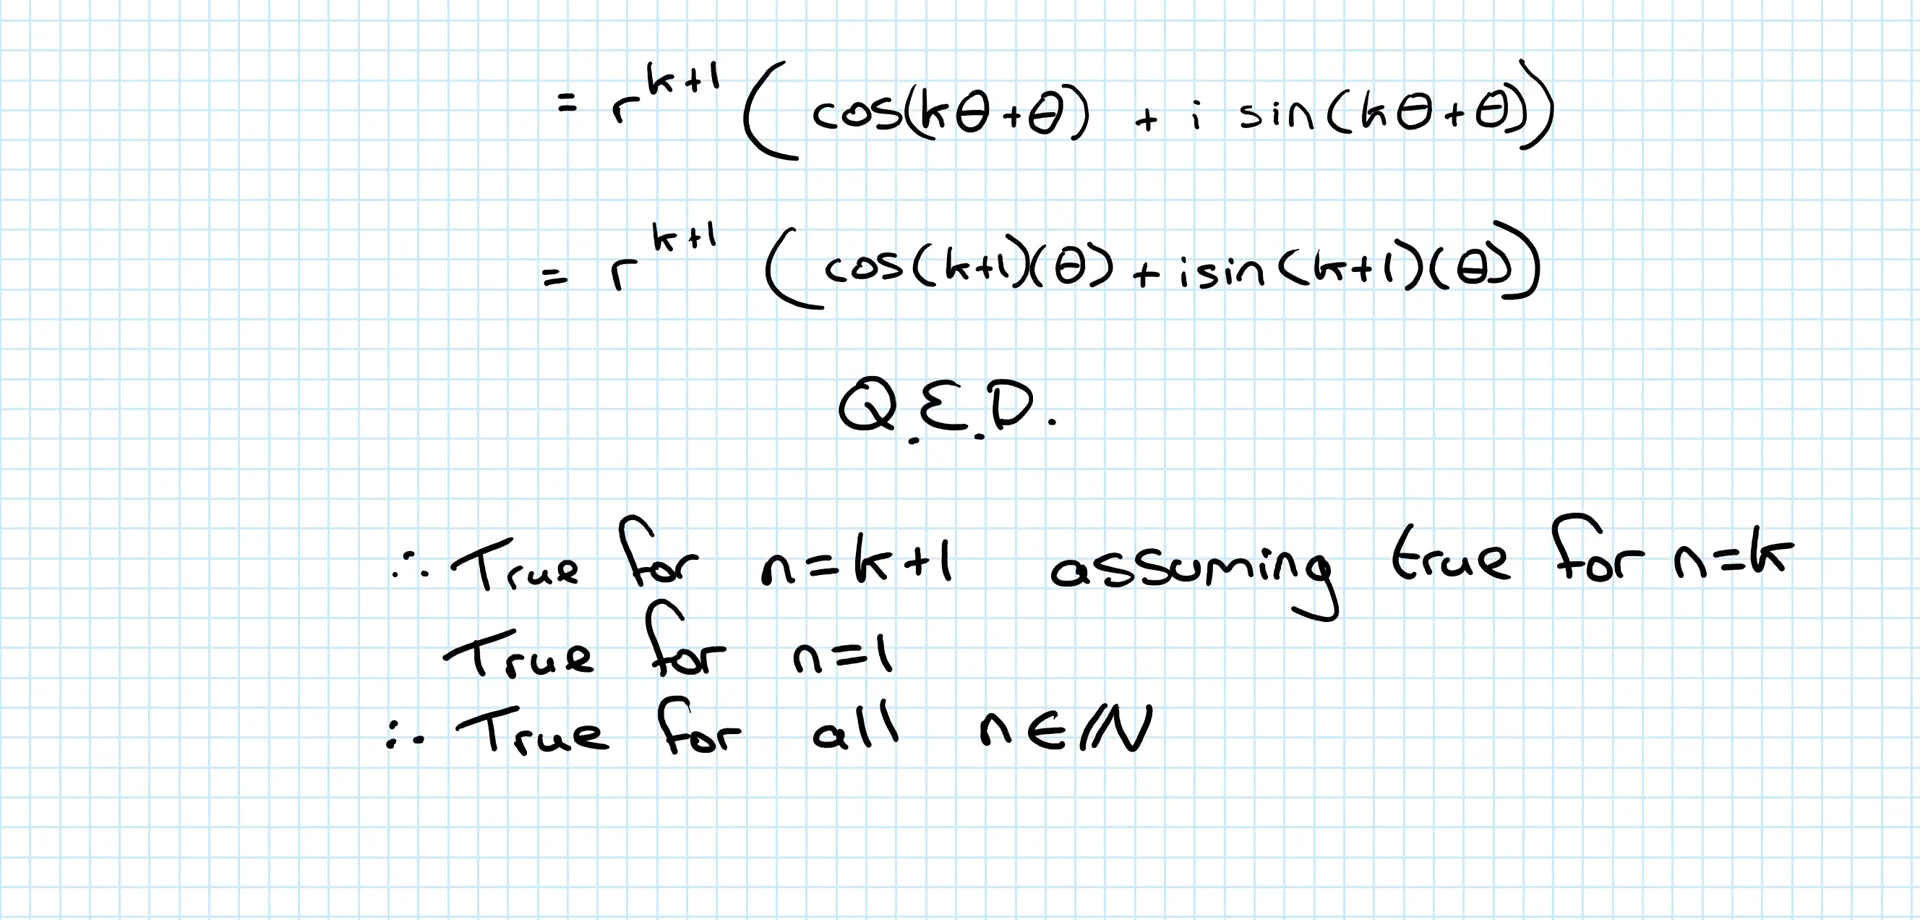 = r^{k+1} ( cos(kθ+θ) + i sin(kθ+θ))
= r^{k+1} (cos(k+1)(θ) + isin(k+1)(θ))
Q.E.D.
∴ True for n=k+1 assuming true for n=k
True for n=1
∴ True for all n∈ℕ